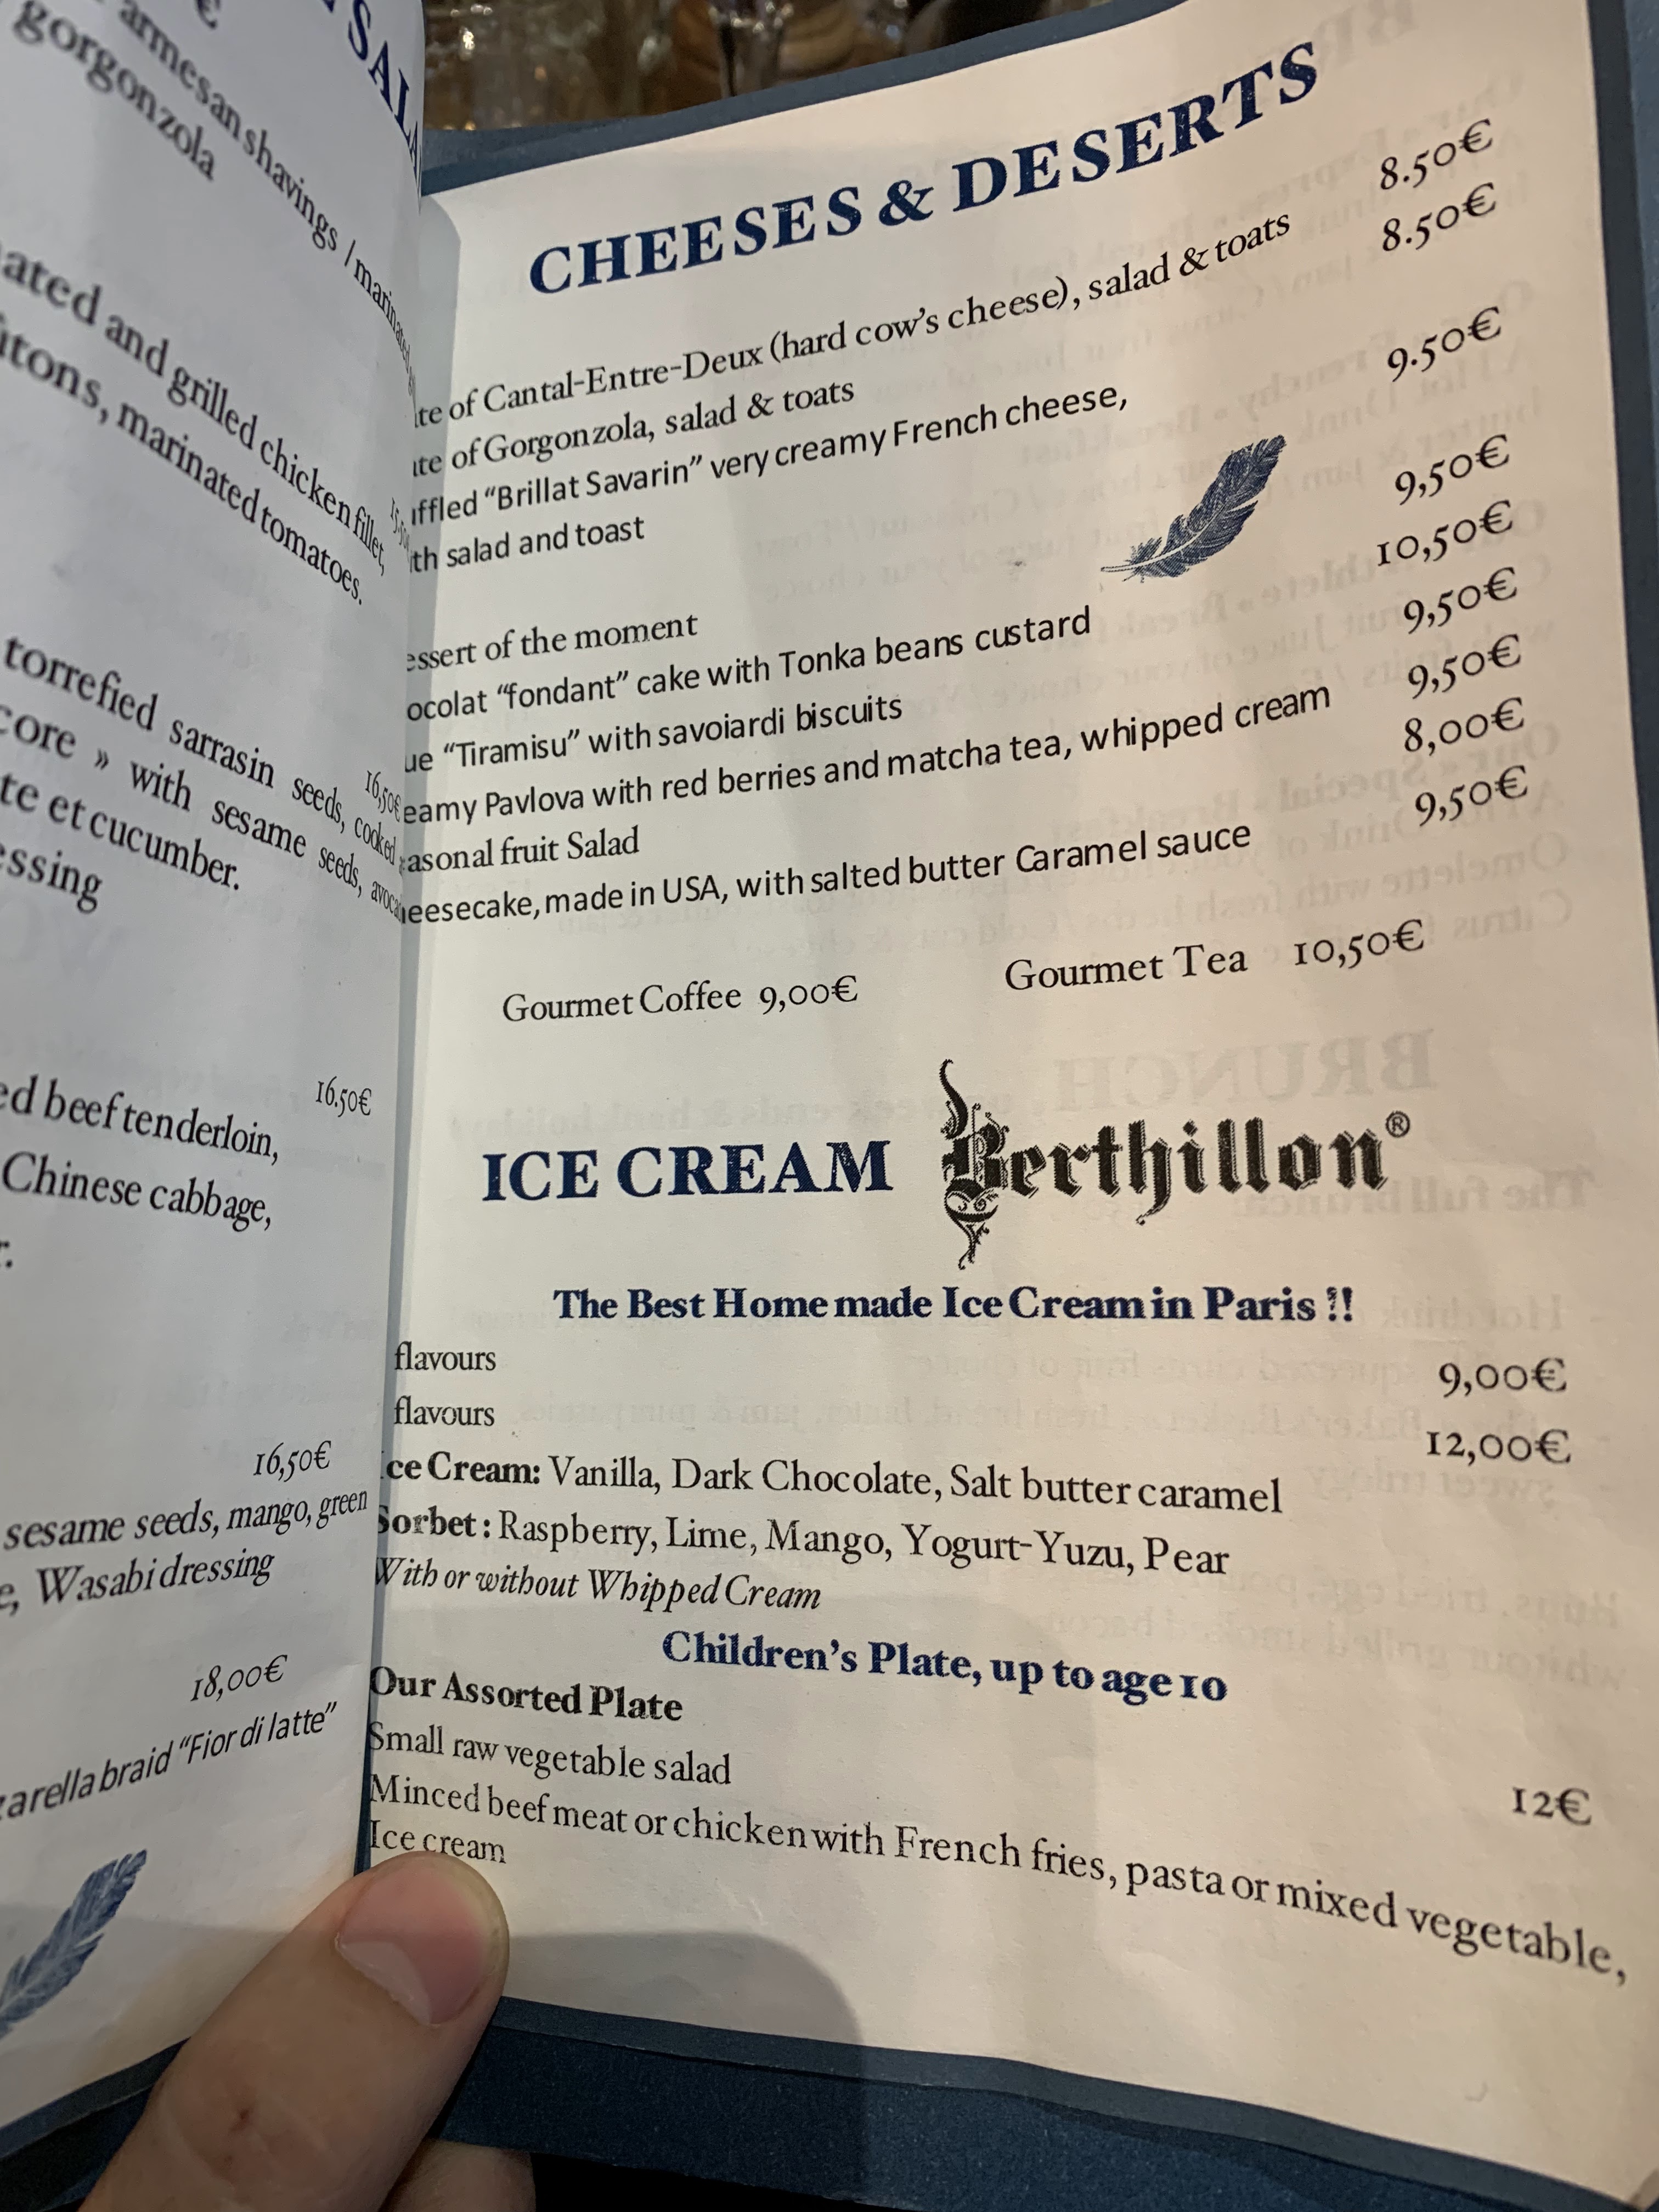 SALA
armesan shavings / marinated
gorgonzola
ated and grilled chicken fillet,
itons, marinated tomatoes.
16,50€
torrefied sarrasin seeds, cooked
core » with sesame seeds,
te et cucumber.
essing
16.50€
ed beef tenderloin,
Chinese cabbage,
r.
16,50€
sesame seeds, mango, green
e, Wasabi dressing
18,00€
zarella braid "Fior di latte"
CHEESES & DESERTS
te of Cantal-Entre-Deux (hard cow's cheese), salad & toats 8.50€
te of Gorgonzola, salad & toats 8.50€
uffled "Brillat Savarin" very creamy French cheese, 9.50€
ith salad and toast
essert of the moment 9,50€
ocolat "fondant" cake with Tonka beans custard 10,50€
ue "Tiramisu" with savoiardi biscuits 9,50€
eamy Pavlova with red berries and matcha tea, whipped cream 9,50€
asonal fruit Salad 8,00€
eesecake, made in USA, with salted butter Caramel sauce 9,50€
Gourmet Coffee 9,00€ Gourmet Tea 10,50€
ICE CREAM Berthillon®
The Best Home made Ice Cream in Paris !!
flavours 9,00€
flavours 12,00€
ce Cream: Vanilla, Dark Chocolate, Salt butter caramel
Sorbet : Raspberry, Lime, Mango, Yogurt-Yuzu, Pear
With or without Whipped Cream
Children's Plate, up to age 10
Our Assorted Plate
Small raw vegetable salad 12€
Minced beef meat or chicken with French fries, pasta or mixed vegetable,
Ice cream